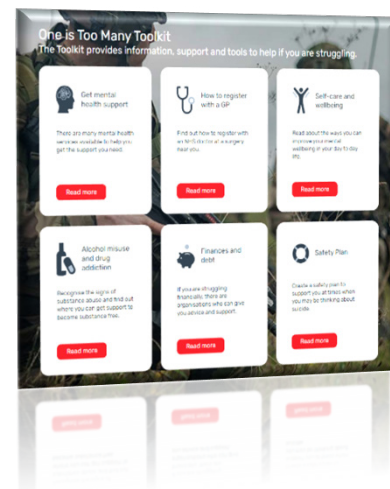 One is Too Many Toolkit
The Toolkit provides information, support and tools to help if you are struggling.
Get mental
health support
There are many mental health
services available to help you
get the support you need.
Read more
How to register
with a GP
Find out how to register with
an NHS doctor at a surgery
near you.
Read more
Self-care and
wellbeing
Read about the ways you can
improve your mental
wellbeing in your day to day
life.
Read more
Alcohol misuse
and drug
addiction
Recognise the signs of
substance abuse and find out
where you can get support to
become substance free.
Read more
Finances and
debt
If you are struggling
financially, there are
organisations who can give
you advice and support.
Read more
Safety Plan
Create a safety plan to
support you at times when
you may be thinking about
suicide.
Read more